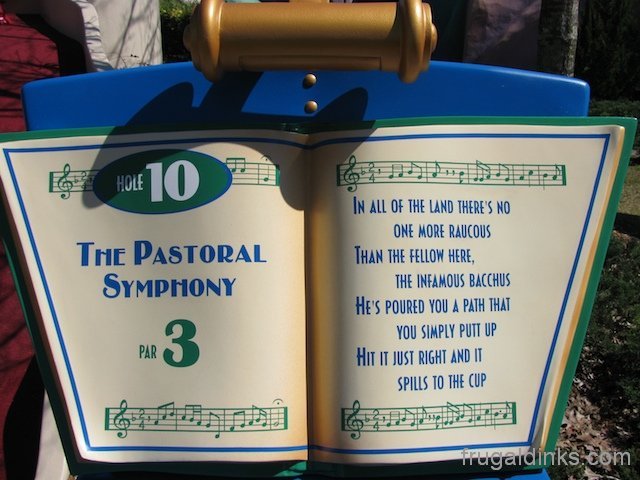 HOLE 10
THE PASTORAL
SYMPHONY
PAR 3
IN ALL OF THE LAND THERE'S NO
ONE MORE RAUCOUS
THAN THE FELLOW HERE,
THE INFAMOUS BACCHUS
HE'S POURED YOU A PATH THAT
YOU SIMPLY PUTT UP
HIT IT JUST RIGHT AND IT
SPILLS TO THE CUP
frugaldinks.com